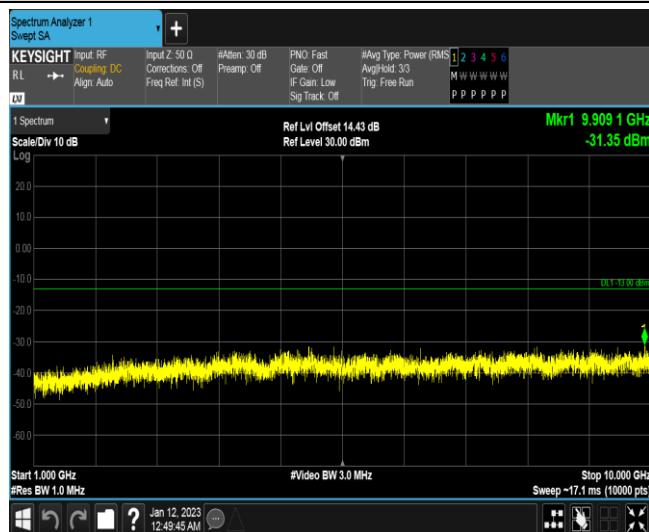 Spectrum Analyzer 1
Swept SA
+
KEYSIGHT Input: RF Input Z: 50 Ω #Atten: 30 dB PNO: Fast #Avg Type: Power (RMS 1 2 3 4 5 6
RL Coupling: DC Corrections: Off Preamp: Off Gate: Off Avg|Hold: 3/3 M W W W W W
Align: Auto Freq Ref: Int (S) IF Gain: Low Trig: Free Run
Sig Track: Off P P P P P P
LXI
1 Spectrum Ref Lvl Offset 14.43 dB Mkr1 9.909 1 GHz
Scale/Div 10 dB Ref Level 30.00 dBm -31.35 dBm
Log
20.0
10.0
0.00
-10.0
DL1 -13.00 dBm
-20.0
-30.0
1
-40.0
-50.0
-60.0
Start 1.000 GHz #Video BW 3.0 MHz Stop 10.000 GHz
#Res BW 1.0 MHz Sweep ~17.1 ms (10000 pts)
? Jan 12, 2023
12:49:45 AM